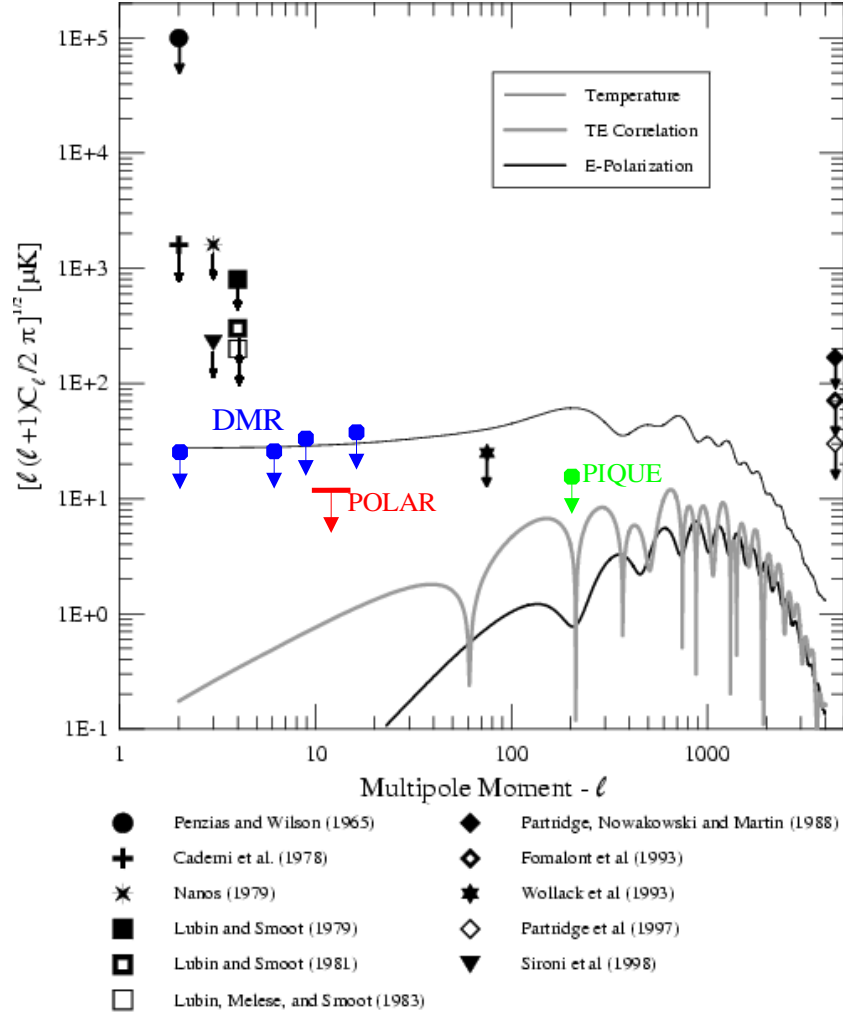 1E+5
1E+4
1E+3
1E+2
1E+1
1E+0
1E-1
[ℓ(ℓ+1)C_ℓ/2 π]^1/2 [μK]
Temperature
TE Correlation
E-Polarization
DMR
POLAR
PIQUE
1 10 100 1000
Multipole Moment - ℓ
Penzias and Wilson (1965)
Caderni et al. (1978)
Nanos (1979)
Lubin and Smoot (1979)
Lubin and Smoot (1981)
Lubin, Melese, and Smoot (1983)
Partridge, Nowakowski and Martin (1988)
Fomalont et al (1993)
Wollack et al (1993)
Partridge et al (1997)
Sironi et al (1998)